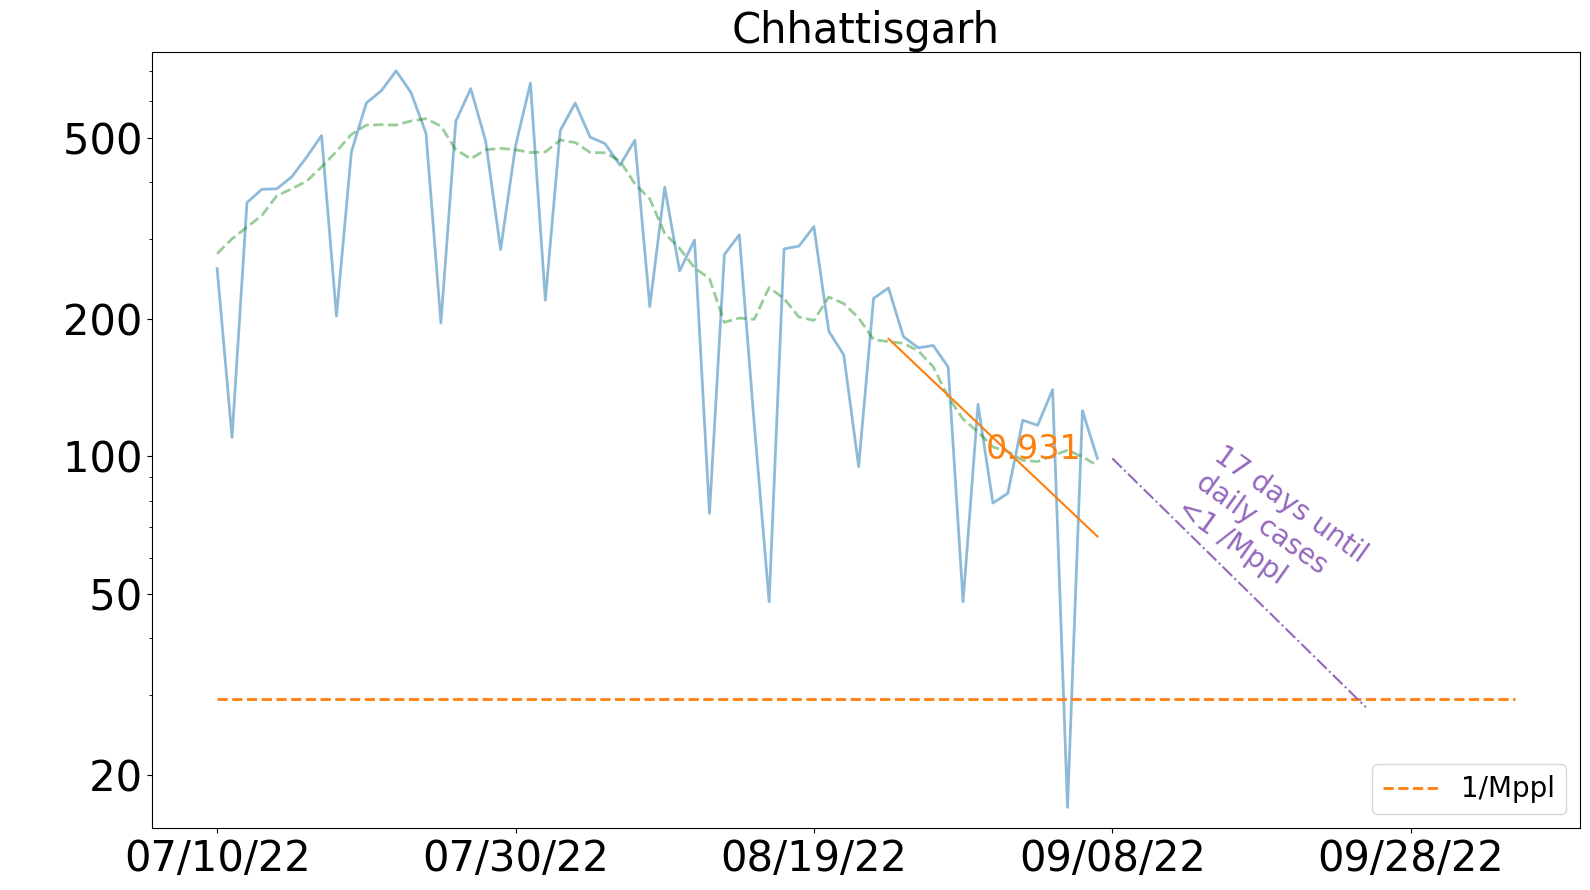 Chhattisgarh
500
200
100
50
20
0.931
17 days until
daily cases
<1 /Mppl
1/Mppl
07/10/22
07/30/22
08/19/22
09/08/22
09/28/22